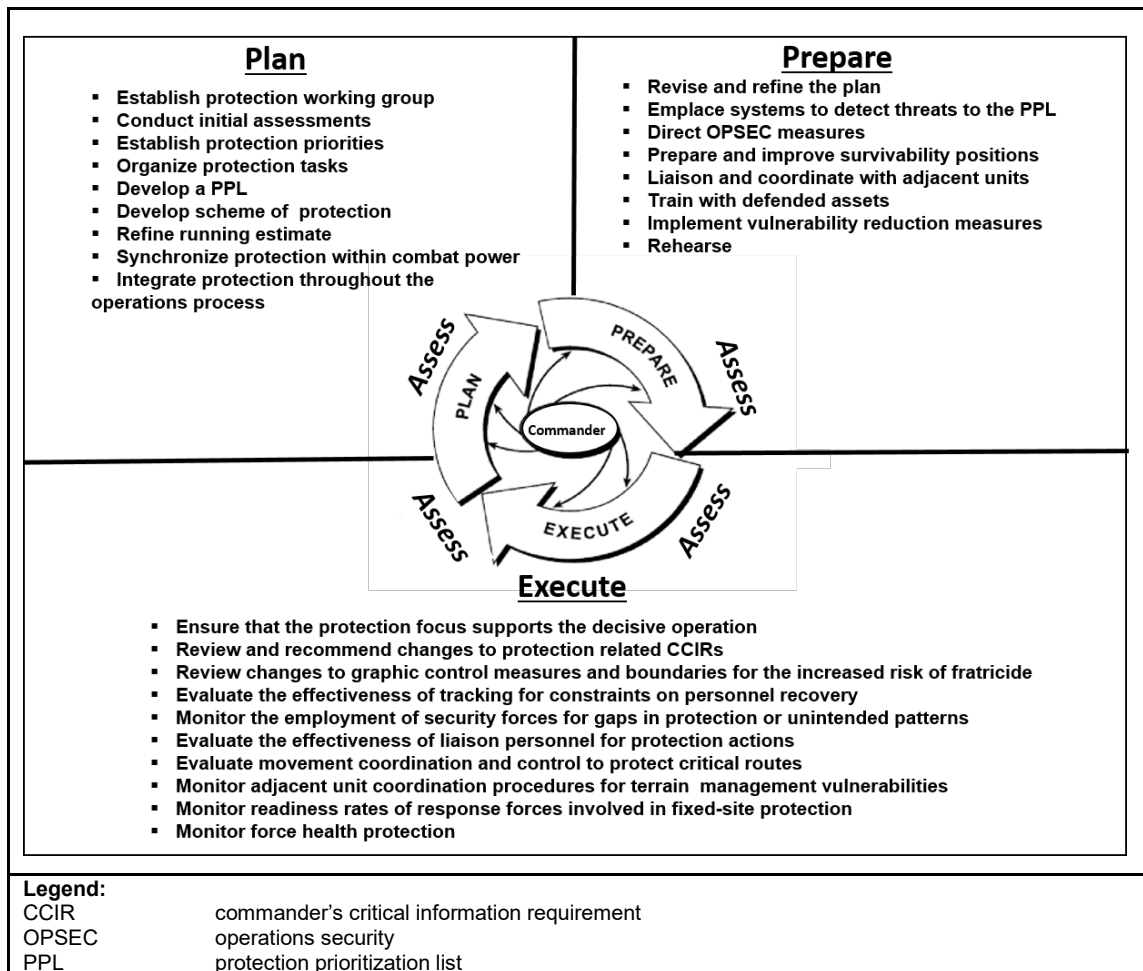 Plan
▪ Establish protection working group
▪ Conduct initial assessments
▪ Establish protection priorities
▪ Organize protection tasks
▪ Develop a PPL
▪ Develop scheme of protection
▪ Refine running estimate
▪ Synchronize protection within combat power
▪ Integrate protection throughout the
operations process
Prepare
▪ Revise and refine the plan
▪ Emplace systems to detect threats to the PPL
▪ Direct OPSEC measures
▪ Prepare and improve survivability positions
▪ Liaison and coordinate with adjacent units
▪ Train with defended assets
▪ Implement vulnerability reduction measures
▪ Rehearse
Assess
Assess
PLAN
PREPARE
Commander
EXECUTE
Assess
Assess
Execute
▪ Ensure that the protection focus supports the decisive operation
▪ Review and recommend changes to protection related CCIRs
▪ Review changes to graphic control measures and boundaries for the increased risk of fratricide
▪ Evaluate the effectiveness of tracking for constraints on personnel recovery
▪ Monitor the employment of security forces for gaps in protection or unintended patterns
▪ Evaluate the effectiveness of liaison personnel for protection actions
▪ Evaluate movement coordination and control to protect critical routes
▪ Monitor adjacent unit coordination procedures for terrain management vulnerabilities
▪ Monitor readiness rates of response forces involved in fixed-site protection
▪ Monitor force health protection
Legend:
CCIR commander's critical information requirement
OPSEC operations security
PPL protection prioritization list